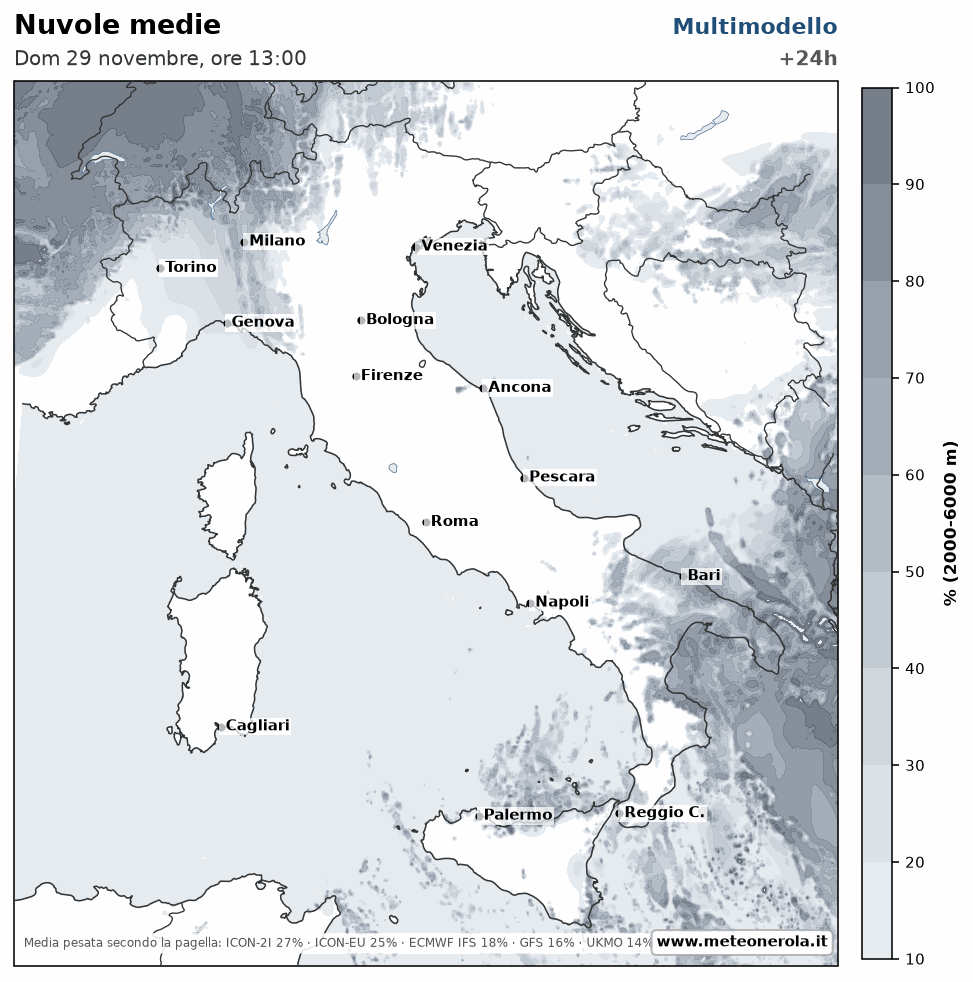 Nuvole medie
Multimodello
Dom 29 novembre, ore 13:00
+24h
100
90
80
70
60
50
40
30
20
10
% (2000-6000 m)
Milano
Venezia
Torino
Genova
Bologna
Firenze
Ancona
Pescara
Roma
Bari
Napoli
Cagliari
Palermo
Reggio C.
Media pesata secondo la pagella: ICON-2I 27% · ICON-EU 25% · ECMWF IFS 18% · GFS 16% · UKMO 14%
www.meteonerola.it